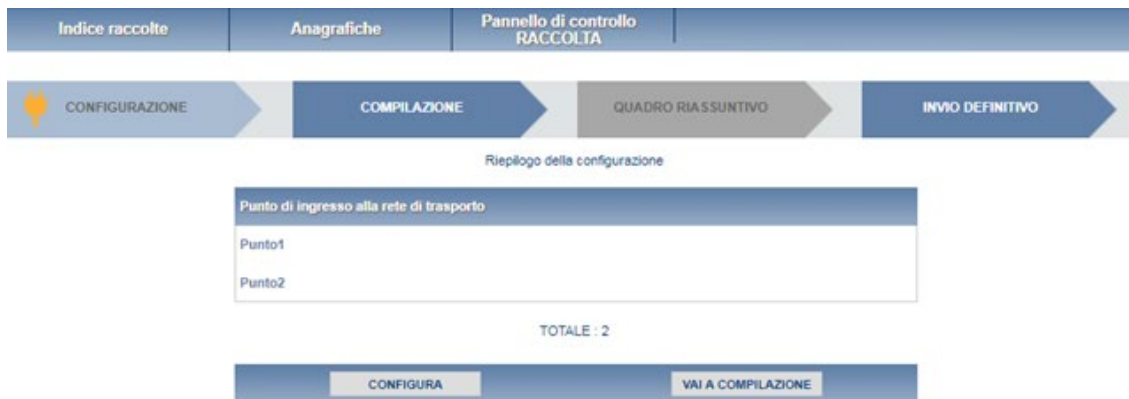 Indice raccolte
Anagrafiche
Pannello di controllo
RACCOLTA
CONFIGURAZIONE
COMPILAZIONE
QUADRO RIASSUNTIVO
INVIO DEFINITIVO
Riepilogo della configurazione
Punto di ingresso alla rete di trasporto
Punto1
Punto2
TOTALE : 2
CONFIGURA
VAI A COMPILAZIONE